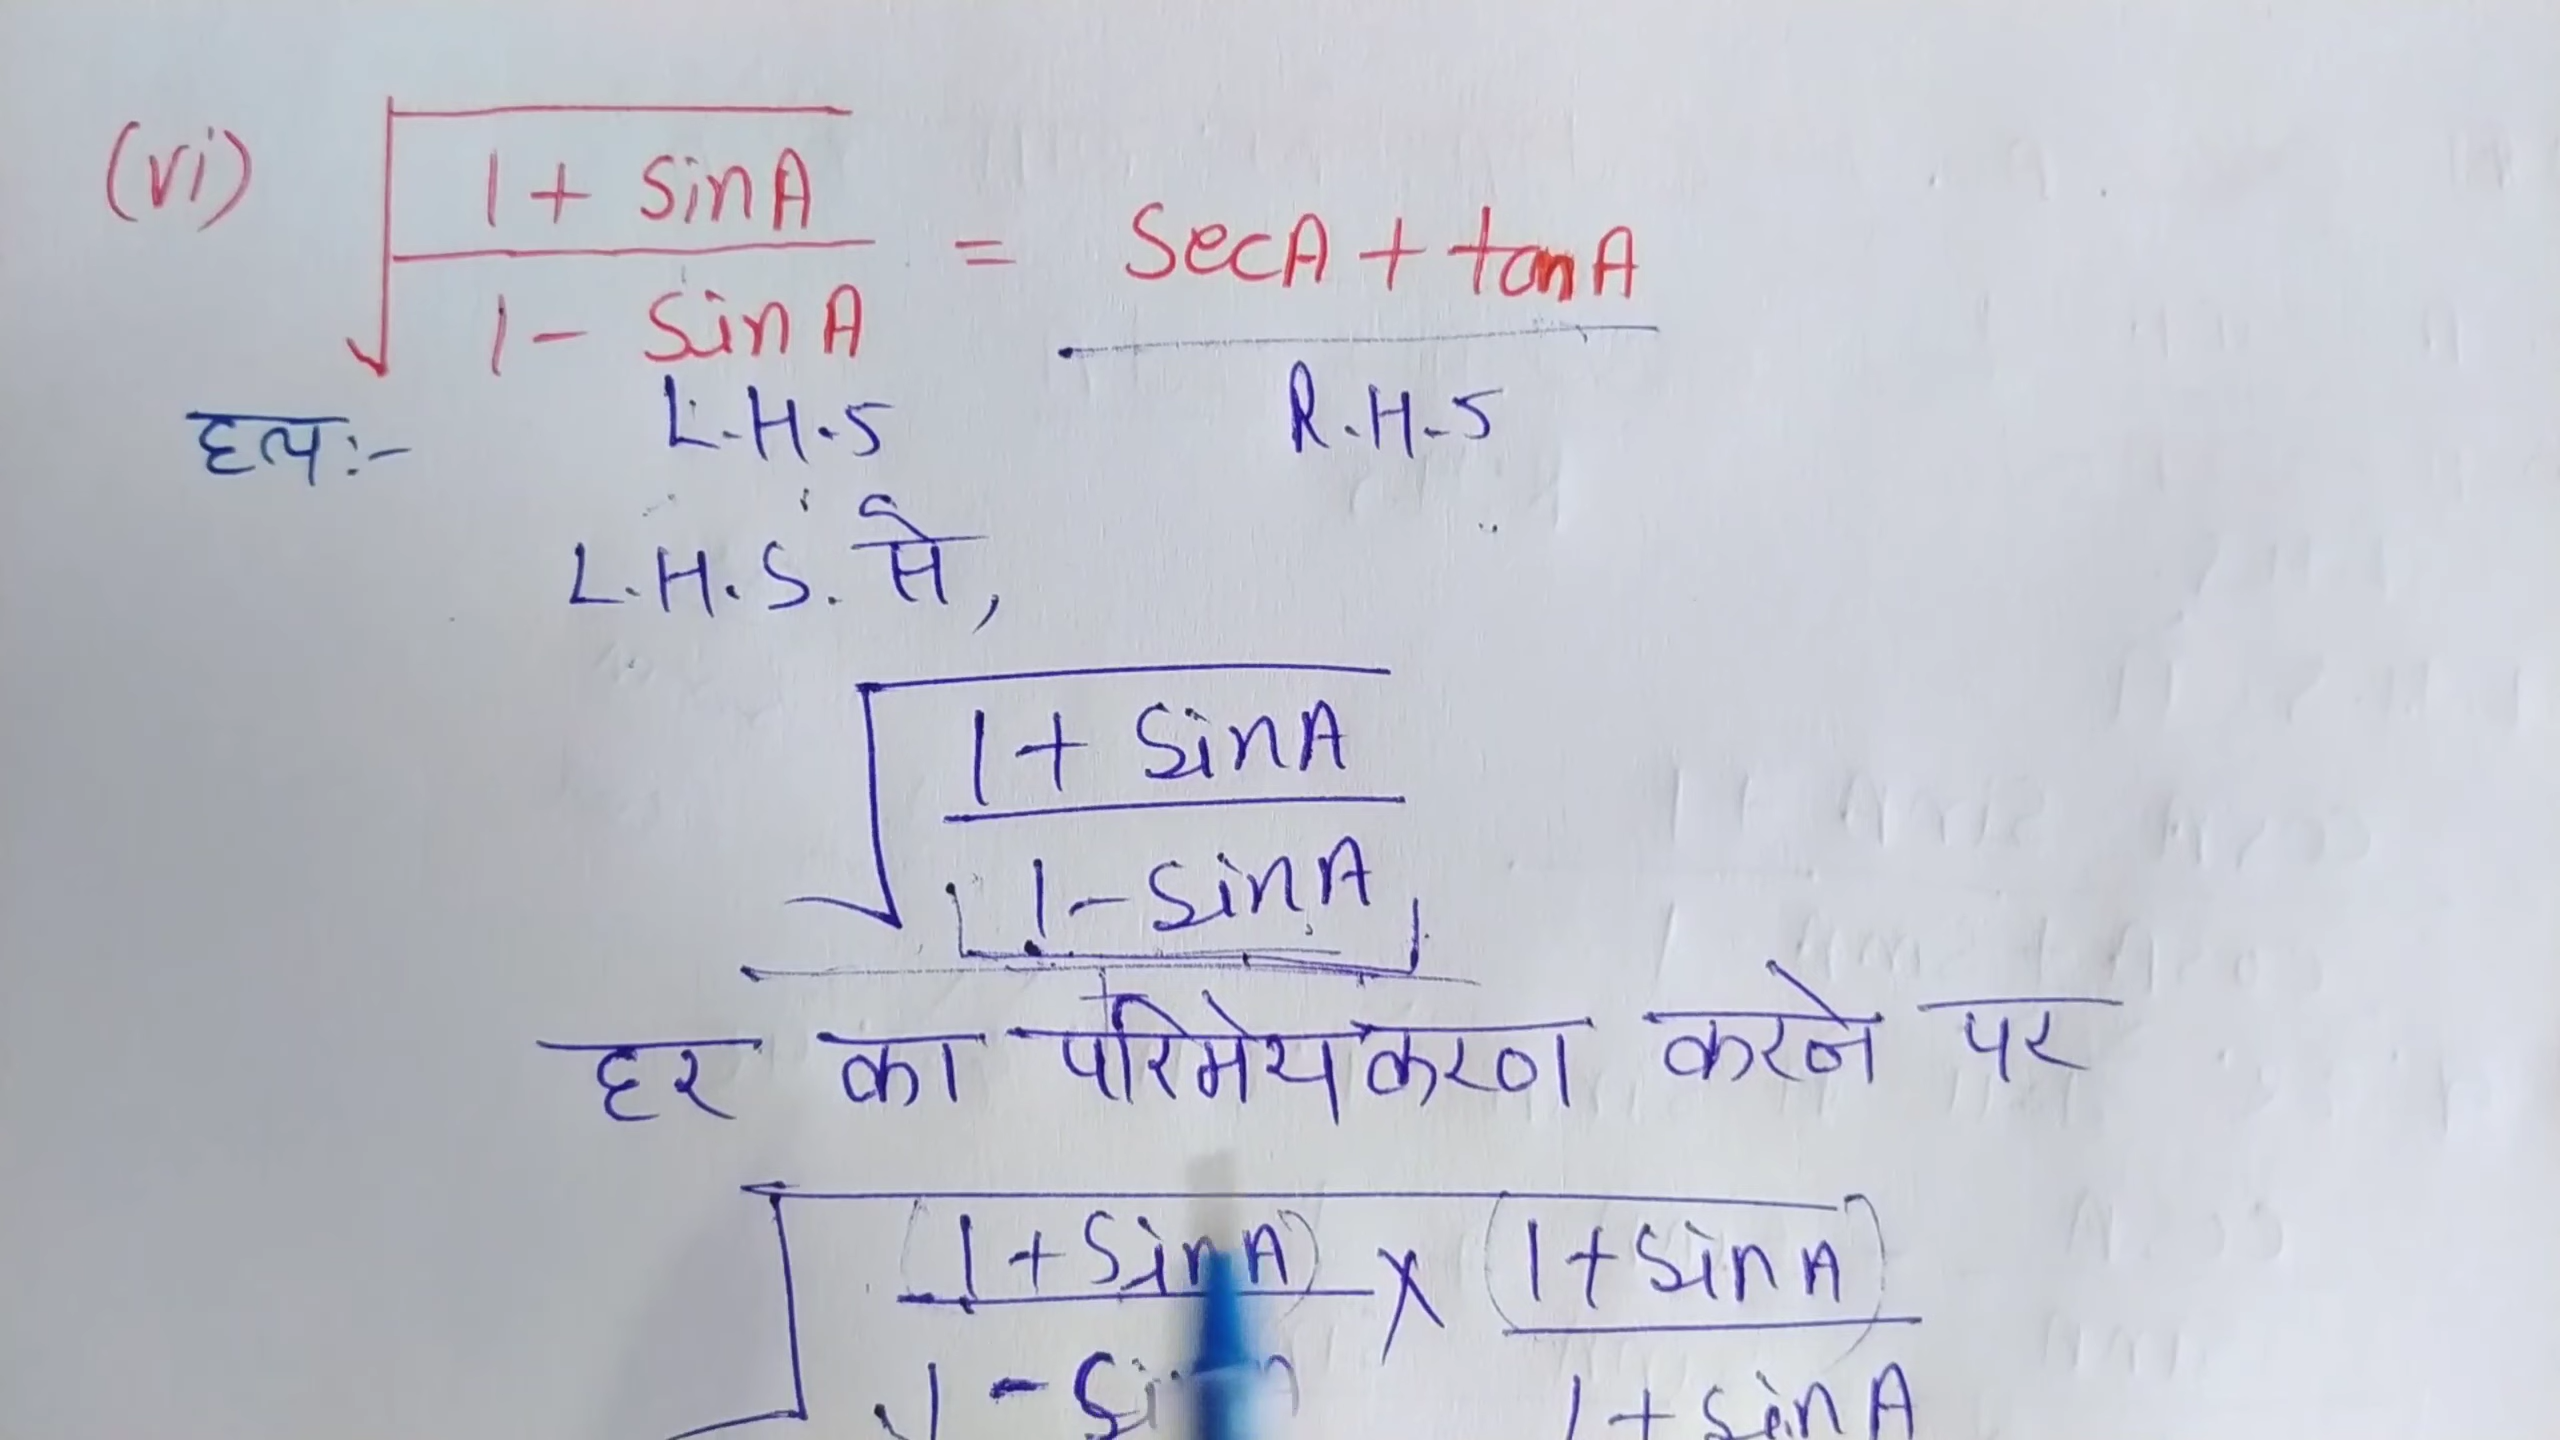 (vi) √(1 + sinA / 1 - sinA) = secA + tanA
L.H.S R.H.S
हल :-
L.H.S. से,
√(1 + sinA / 1 - sinA)
हर का परिमेयकरण करने पर
√((1 + sinA) / 1 - × (1 + sinA) / 1 + sinA)